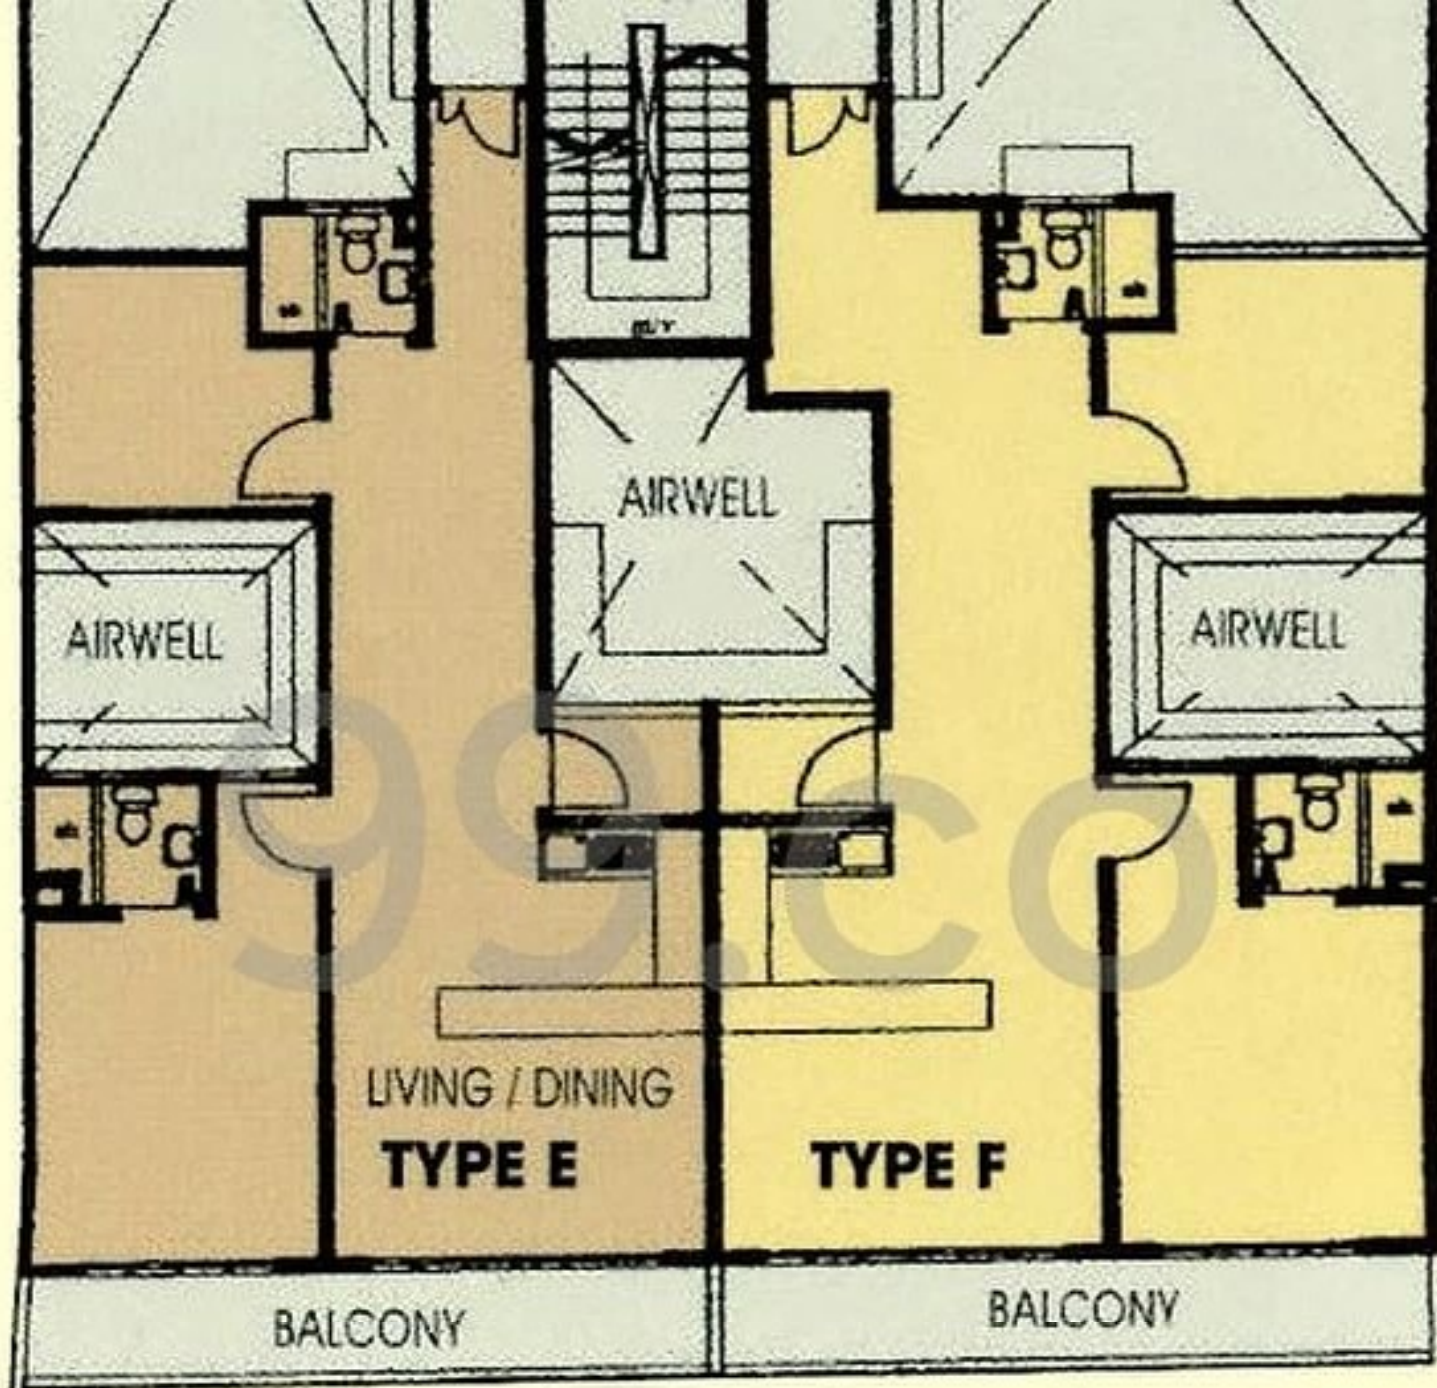 m/r
AIRWELL
AIRWELL
AIRWELL
99.co
LIVING / DINING
TYPE E
TYPE F
BALCONY
BALCONY